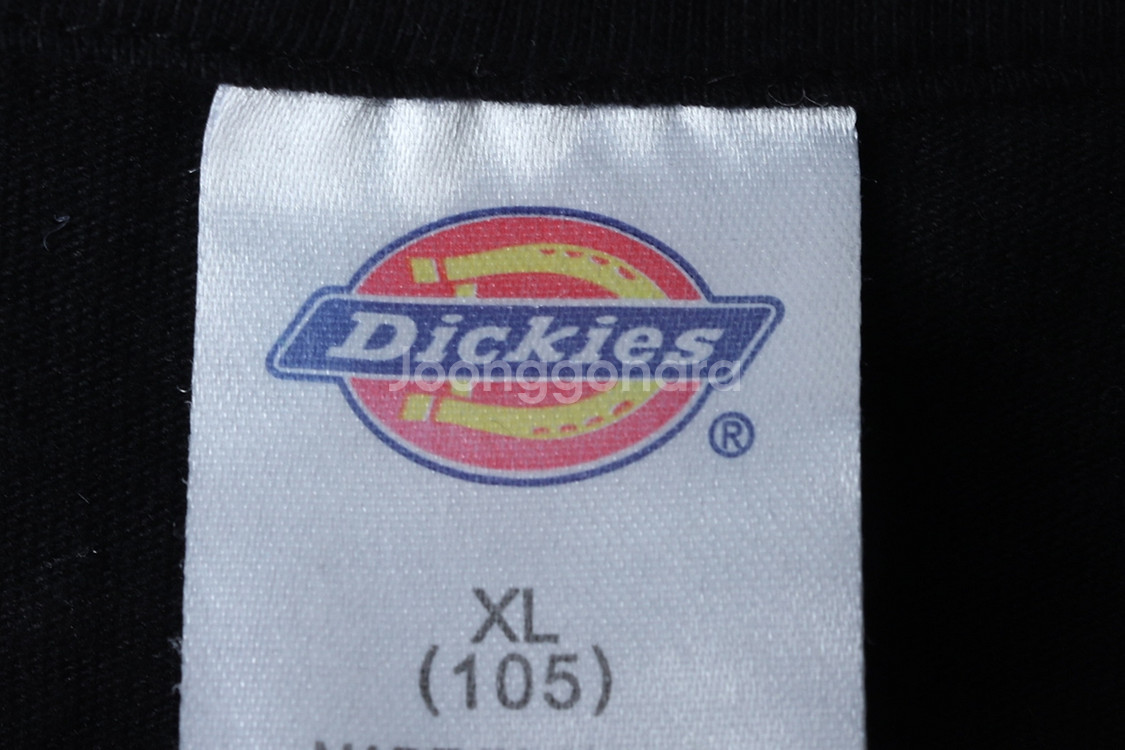 Dickies
Joonggonara
®
XL
(105)